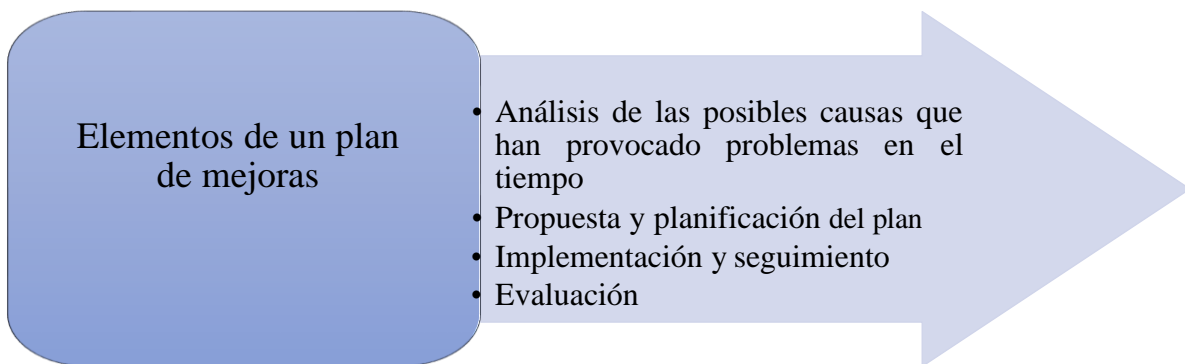 Elementos de un plan
de mejoras
• Análisis de las posibles causas que
han provocado problemas en el
tiempo
• Propuesta y planificación del plan
• Implementación y seguimiento
• Evaluación